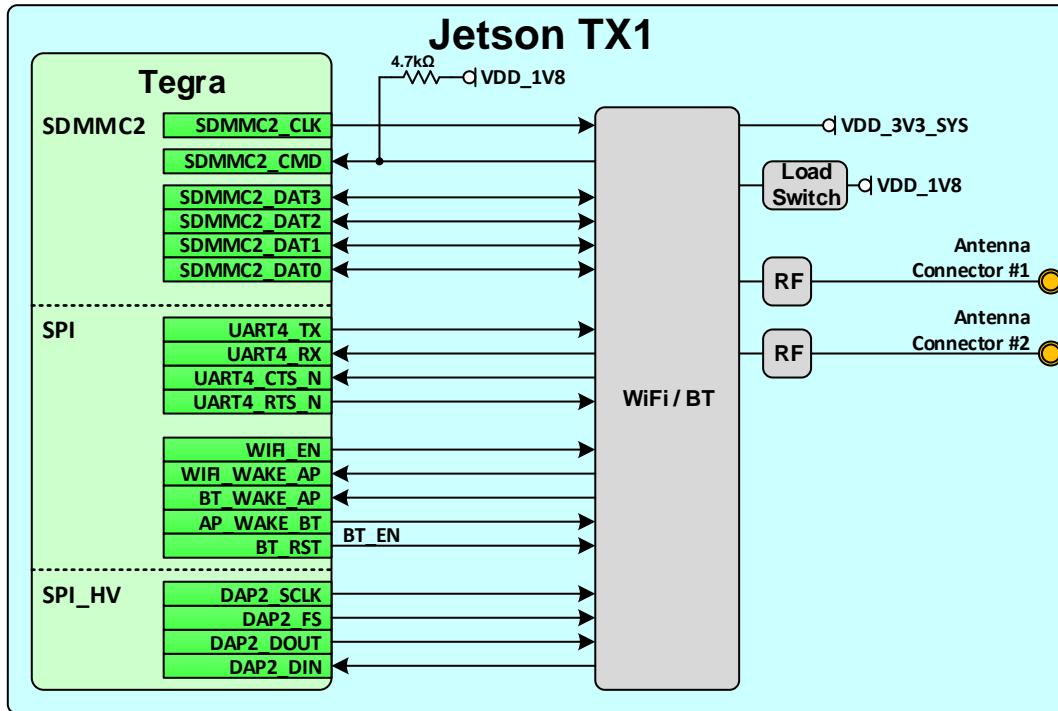 Jetson TX1
Tegra
4.7kΩ
VDD_1V8
SDMMC2
SDMMC2_CLK
SDMMC2_CMD
SDMMC2_DAT3
SDMMC2_DAT2
SDMMC2_DAT1
SDMMC2_DAT0
SPI
UART4_TX
UART4_RX
UART4_CTS_N
UART4_RTS_N
WIFI_EN
WIFI_WAKE_AP
BT_WAKE_AP
AP_WAKE_BT
BT_RST
BT_EN
SPI_HV
DAP2_SCLK
DAP2_FS
DAP2_DOUT
DAP2_DIN
WiFi / BT
VDD_3V3_SYS
Load
Switch
VDD_1V8
RF
Antenna
Connector #1
RF
Antenna
Connector #2